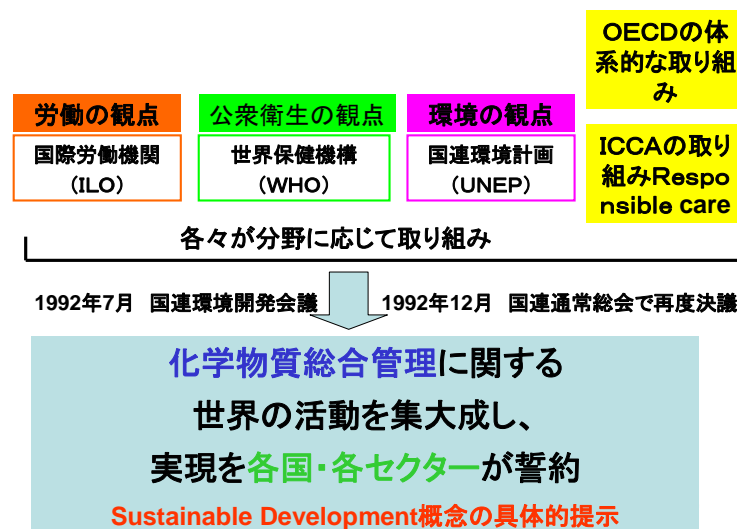 OECDの体
系的な取り組
み
労働の観点
公衆衛生の観点
環境の観点
国際労働機関
(ILO)
世界保健機構
(WHO)
国連環境計画
(UNEP)
ICCAの取り
組みRespo
nsible care
各々が分野に応じて取り組み
1992年7月 国連環境開発会議
1992年12月 国連通常総会で再度決議
化学物質総合管理に関する
世界の活動を集大成し、
実現を各国・各セクターが誓約
Sustainable Development概念の具体的提示